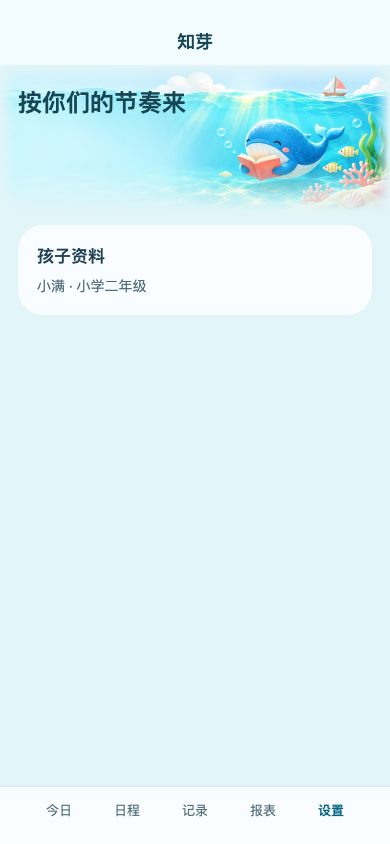 知芽
按你们的节奏来
孩子资料
小满 · 小学二年级
今日 日程 记录 报表 设置